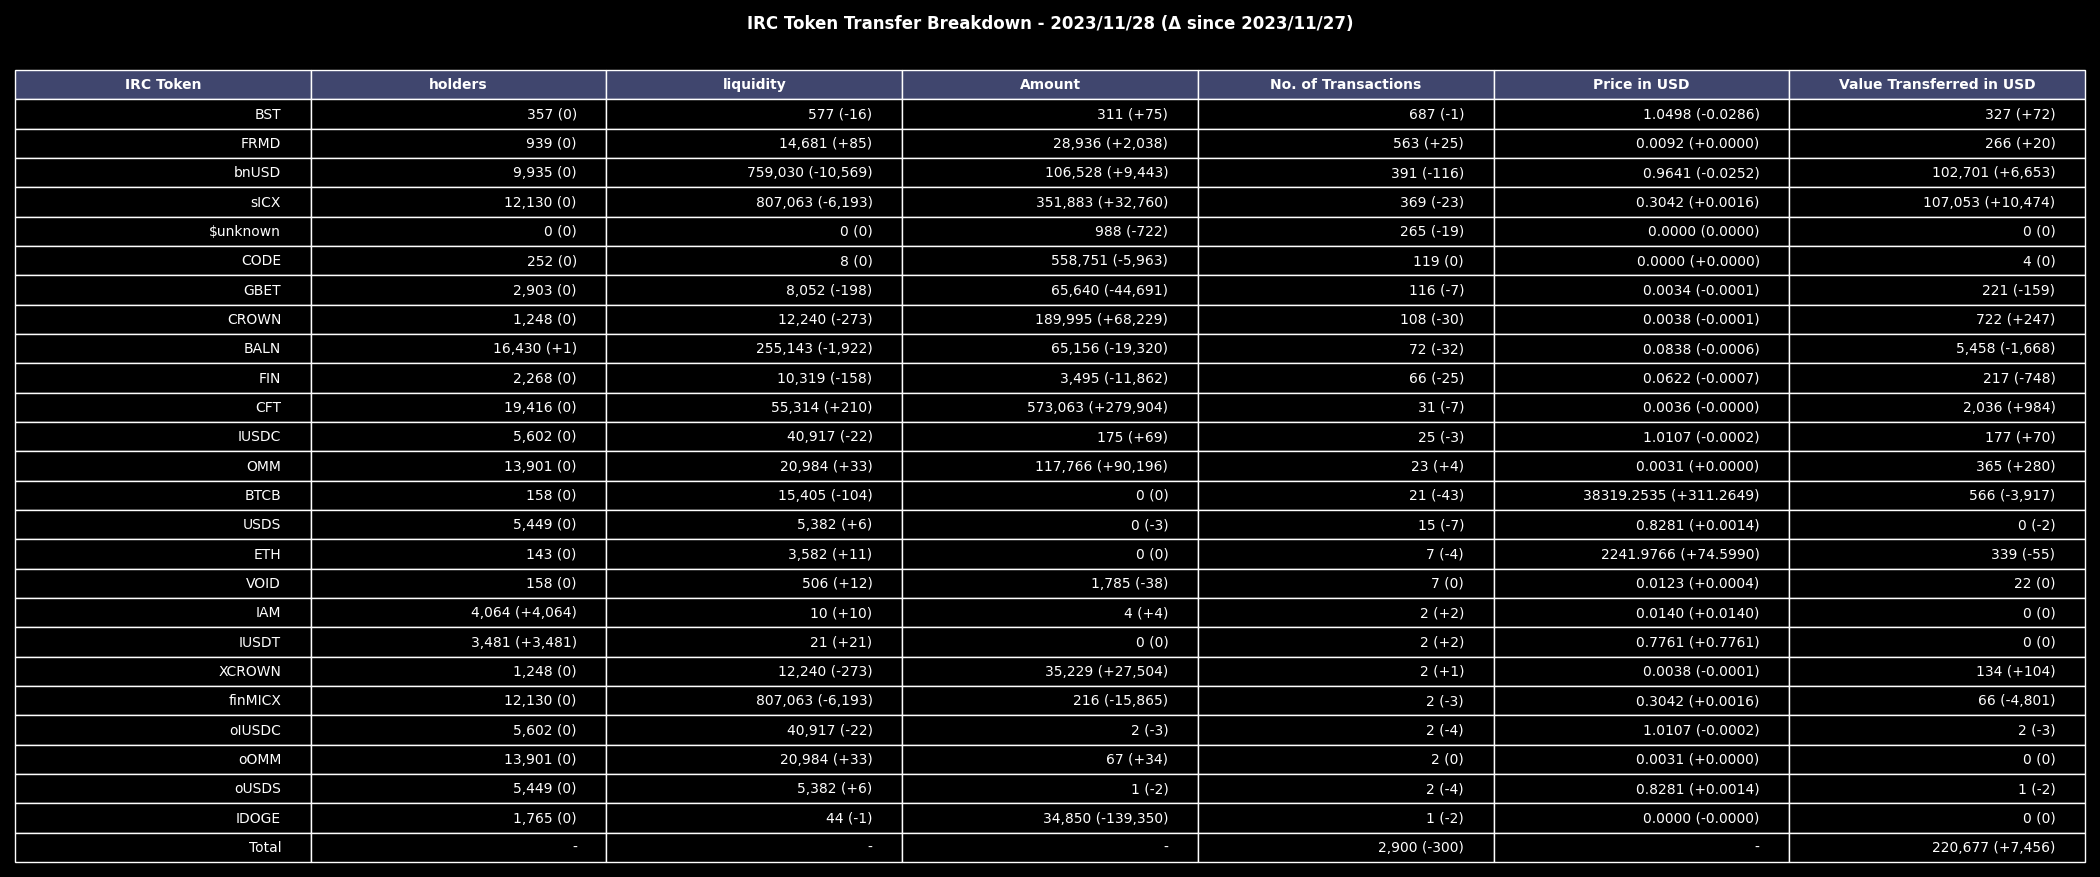 IRC Token Transfer Breakdown - 2023/11/28 (Δ since 2023/11/27)
IRC Token holders liquidity Amount No. of Transactions Price in USD Value Transferred in USD
BST 357 (0) 577 (-16) 311 (+75) 687 (-1) 1.0498 (-0.0286) 327 (+72)
FRMD 939 (0) 14,681 (+85) 28,936 (+2,038) 563 (+25) 0.0092 (+0.0000) 266 (+20)
bnUSD 9,935 (0) 759,030 (-10,569) 106,528 (+9,443) 391 (-116) 0.9641 (-0.0252) 102,701 (+6,653)
sICX 12,130 (0) 807,063 (-6,193) 351,883 (+32,760) 369 (-23) 0.3042 (+0.0016) 107,053 (+10,474)
$unknown 0 (0) 0 (0) 988 (-722) 265 (-19) 0.0000 (0.0000) 0 (0)
CODE 252 (0) 8 (0) 558,751 (-5,963) 119 (0) 0.0000 (+0.0000) 4 (0)
GBET 2,903 (0) 8,052 (-198) 65,640 (-44,691) 116 (-7) 0.0034 (-0.0001) 221 (-159)
CROWN 1,248 (0) 12,240 (-273) 189,995 (+68,229) 108 (-30) 0.0038 (-0.0001) 722 (+247)
BALN 16,430 (+1) 255,143 (-1,922) 65,156 (-19,320) 72 (-32) 0.0838 (-0.0006) 5,458 (-1,668)
FIN 2,268 (0) 10,319 (-158) 3,495 (-11,862) 66 (-25) 0.0622 (-0.0007) 217 (-748)
CFT 19,416 (0) 55,314 (+210) 573,063 (+279,904) 31 (-7) 0.0036 (-0.0000) 2,036 (+984)
IUSDC 5,602 (0) 40,917 (-22) 175 (+69) 25 (-3) 1.0107 (-0.0002) 177 (+70)
OMM 13,901 (0) 20,984 (+33) 117,766 (+90,196) 23 (+4) 0.0031 (+0.0000) 365 (+280)
BTCB 158 (0) 15,405 (-104) 0 (0) 21 (-43) 38319.2535 (+311.2649) 566 (-3,917)
USDS 5,449 (0) 5,382 (+6) 0 (-3) 15 (-7) 0.8281 (+0.0014) 0 (-2)
ETH 143 (0) 3,582 (+11) 0 (0) 7 (-4) 2241.9766 (+74.5990) 339 (-55)
VOID 158 (0) 506 (+12) 1,785 (-38) 7 (0) 0.0123 (+0.0004) 22 (0)
IAM 4,064 (+4,064) 10 (+10) 4 (+4) 2 (+2) 0.0140 (+0.0140) 0 (0)
IUSDT 3,481 (+3,481) 21 (+21) 0 (0) 2 (+2) 0.7761 (+0.7761) 0 (0)
XCROWN 1,248 (0) 12,240 (-273) 35,229 (+27,504) 2 (+1) 0.0038 (-0.0001) 134 (+104)
finMICX 12,130 (0) 807,063 (-6,193) 216 (-15,865) 2 (-3) 0.3042 (+0.0016) 66 (-4,801)
oIUSDC 5,602 (0) 40,917 (-22) 2 (-3) 2 (-4) 1.0107 (-0.0002) 2 (-3)
oOMM 13,901 (0) 20,984 (+33) 67 (+34) 2 (0) 0.0031 (+0.0000) 0 (0)
oUSDS 5,449 (0) 5,382 (+6) 1 (-2) 2 (-4) 0.8281 (+0.0014) 1 (-2)
IDOGE 1,765 (0) 44 (-1) 34,850 (-139,350) 1 (-2) 0.0000 (-0.0000) 0 (0)
Total - - - 2,900 (-300) - 220,677 (+7,456)